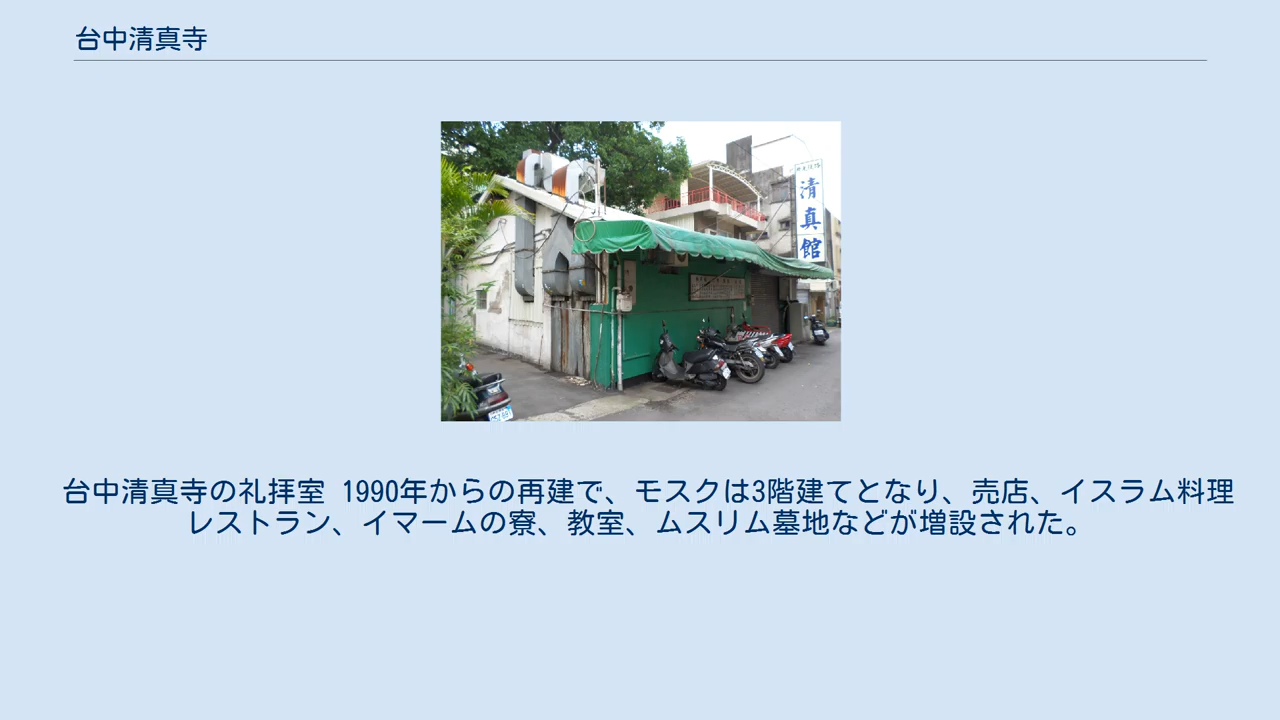 台中清真寺
清
真
館
台中清真寺の礼拝室 1990年からの再建で、モスクは3階建てとなり、売店、イスラム料理
レストラン、イマームの寮、教室、ムスリム墓地などが増設された。